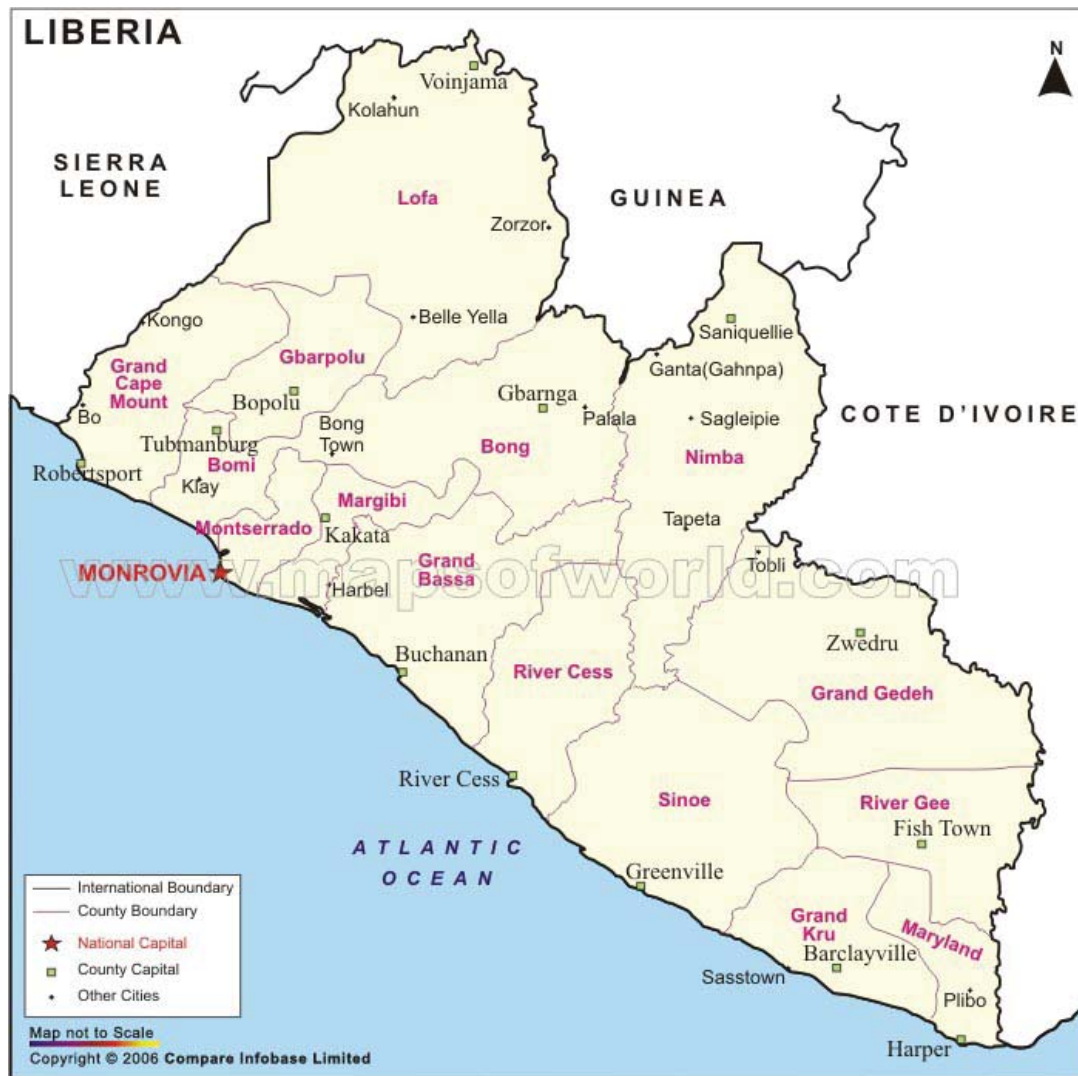 LIBERIA
N
Voinjama
Kolahun
SIERRA
LEONE
GUINEA
Lofa
Zorzor
Kongo
Belle Yella
Saniquellie
Grand
Cape
Mount
Gbarpolu
Ganta(Gahnpa)
Bopolu
Gbarnga
COTE D'IVOIRE
Bo
Palala
Sagleipie
Tubmanburg
Bong
Town
Bong
Nimba
Robertsport
Bomi
Klay
Margibi
Montserrado
Kakata
Tapeta
www.mapsofworld.com
MONROVIA
Grand
Bassa
Tobli
Harbel
Zwedru
Buchanan
River Cess
Grand Gedeh
River Cess
Sinoe
River Gee
Fish Town
ATLANTIC
OCEAN
Greenville
Grand
Kru
Maryland
Barclayville
Sasstown
Plibo
Harper
International Boundary
County Boundary
National Capital
County Capital
Other Cities
Map not to Scale
Copyright © 2006 Compare Infobase Limited